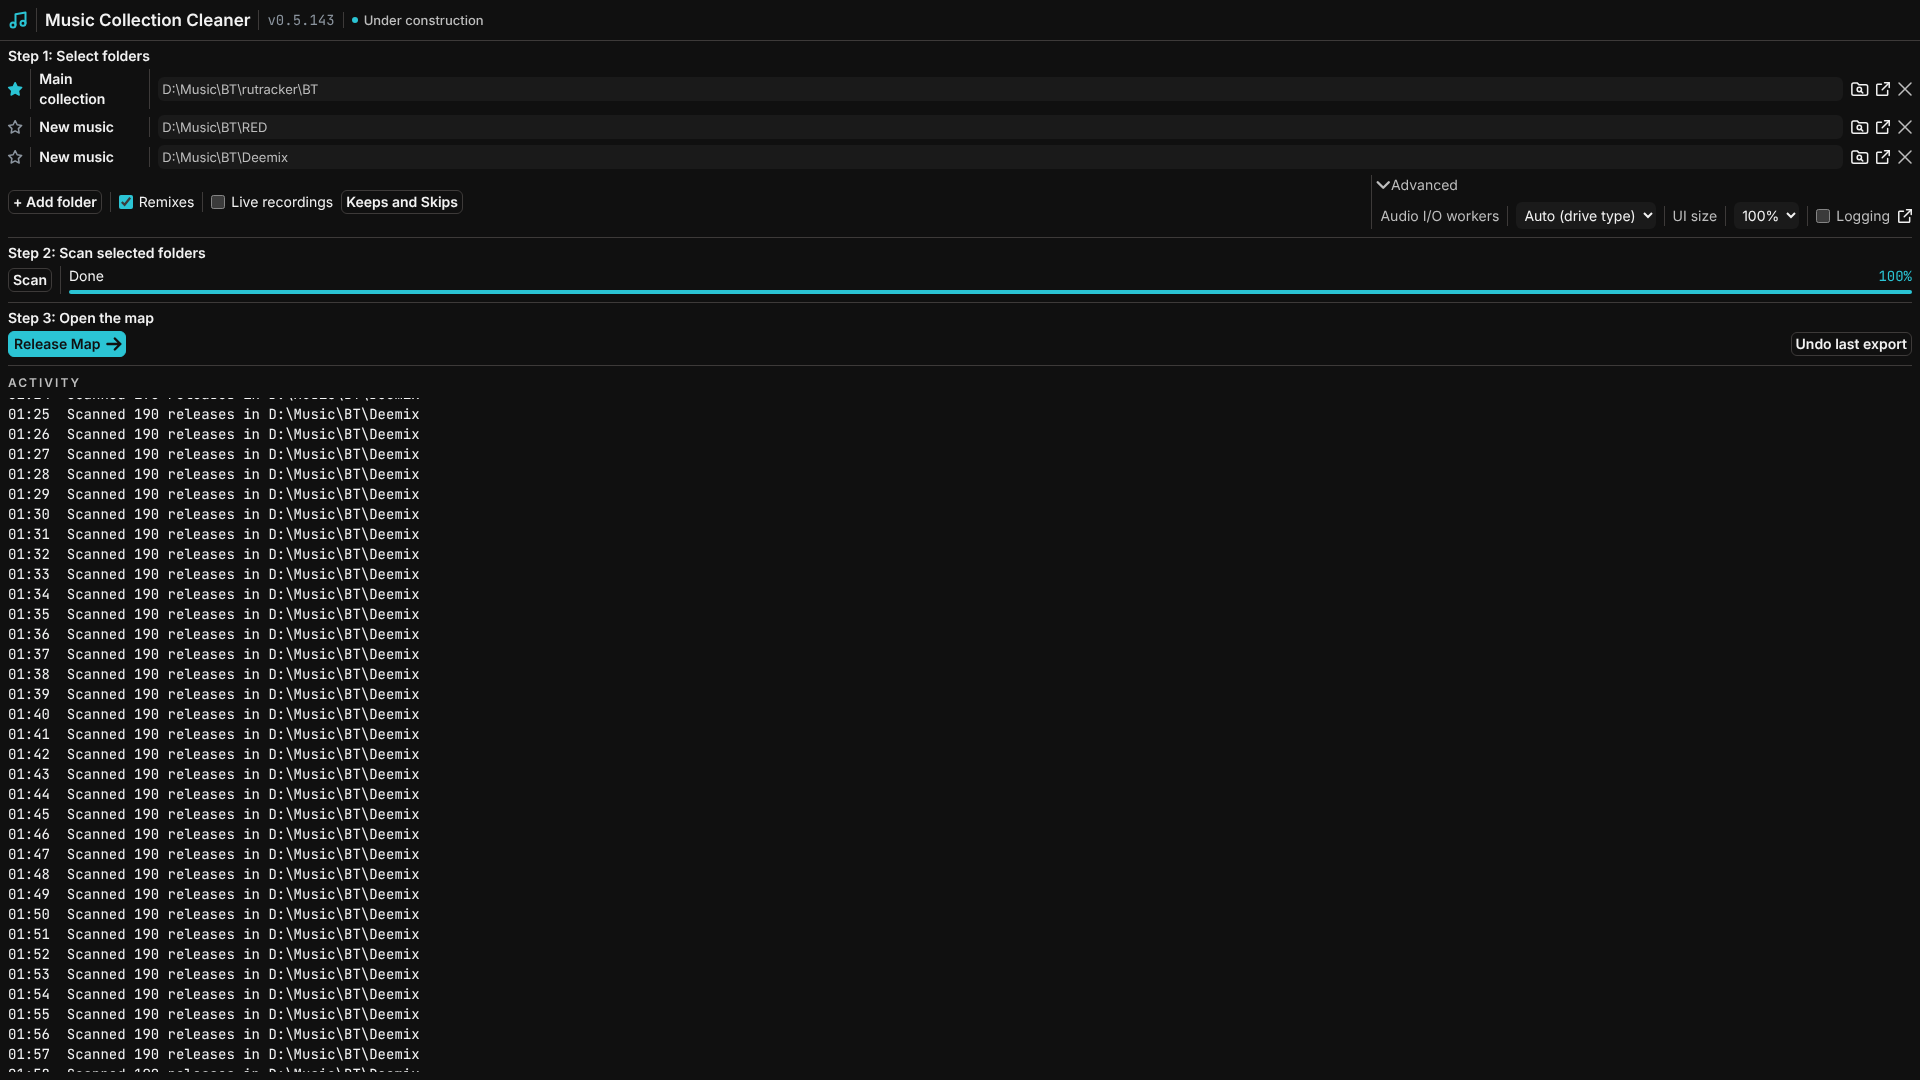 Music Collection Cleaner v0.5.143 Under construction
Step 1: Select folders
Main collection D:\Music\BT\rutracker\BT
New music D:\Music\BT\RED
New music D:\Music\BT\Deemix
+ Add folder Remixes Live recordings Keeps and Skips
Advanced
Audio I/O workers Auto (drive type) UI size 100% Logging
Step 2: Scan selected folders
Scan Done 100%
Step 3: Open the map
Release Map Undo last export
ACTIVITY
01:25 Scanned 190 releases in D:\Music\BT\Deemix
01:26 Scanned 190 releases in D:\Music\BT\Deemix
01:27 Scanned 190 releases in D:\Music\BT\Deemix
01:28 Scanned 190 releases in D:\Music\BT\Deemix
01:29 Scanned 190 releases in D:\Music\BT\Deemix
01:30 Scanned 190 releases in D:\Music\BT\Deemix
01:31 Scanned 190 releases in D:\Music\BT\Deemix
01:32 Scanned 190 releases in D:\Music\BT\Deemix
01:33 Scanned 190 releases in D:\Music\BT\Deemix
01:34 Scanned 190 releases in D:\Music\BT\Deemix
01:35 Scanned 190 releases in D:\Music\BT\Deemix
01:36 Scanned 190 releases in D:\Music\BT\Deemix
01:37 Scanned 190 releases in D:\Music\BT\Deemix
01:38 Scanned 190 releases in D:\Music\BT\Deemix
01:39 Scanned 190 releases in D:\Music\BT\Deemix
01:40 Scanned 190 releases in D:\Music\BT\Deemix
01:41 Scanned 190 releases in D:\Music\BT\Deemix
01:42 Scanned 190 releases in D:\Music\BT\Deemix
01:43 Scanned 190 releases in D:\Music\BT\Deemix
01:44 Scanned 190 releases in D:\Music\BT\Deemix
01:45 Scanned 190 releases in D:\Music\BT\Deemix
01:46 Scanned 190 releases in D:\Music\BT\Deemix
01:47 Scanned 190 releases in D:\Music\BT\Deemix
01:48 Scanned 190 releases in D:\Music\BT\Deemix
01:49 Scanned 190 releases in D:\Music\BT\Deemix
01:50 Scanned 190 releases in D:\Music\BT\Deemix
01:51 Scanned 190 releases in D:\Music\BT\Deemix
01:52 Scanned 190 releases in D:\Music\BT\Deemix
01:53 Scanned 190 releases in D:\Music\BT\Deemix
01:54 Scanned 190 releases in D:\Music\BT\Deemix
01:55 Scanned 190 releases in D:\Music\BT\Deemix
01:56 Scanned 190 releases in D:\Music\BT\Deemix
01:57 Scanned 190 releases in D:\Music\BT\Deemix